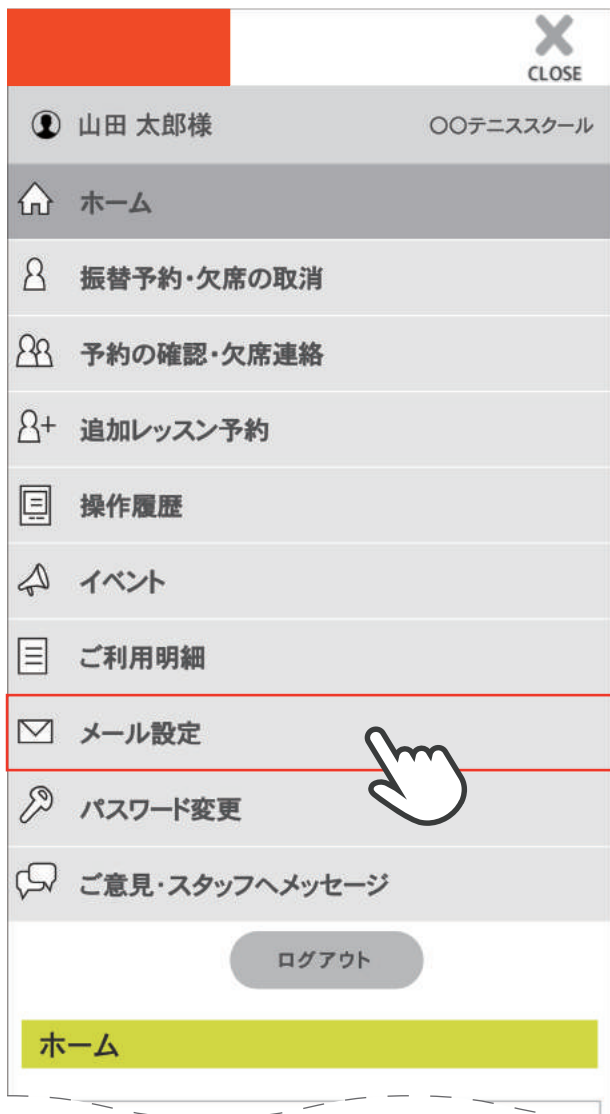 CLOSE
山田 太郎様 〇〇テニススクール
ホーム
振替予約・欠席の取消
予約の確認・欠席連絡
追加レッスン予約
操作履歴
イベント
ご利用明細
メール設定
パスワード変更
ご意見・スタッフへメッセージ
ログアウト
ホーム